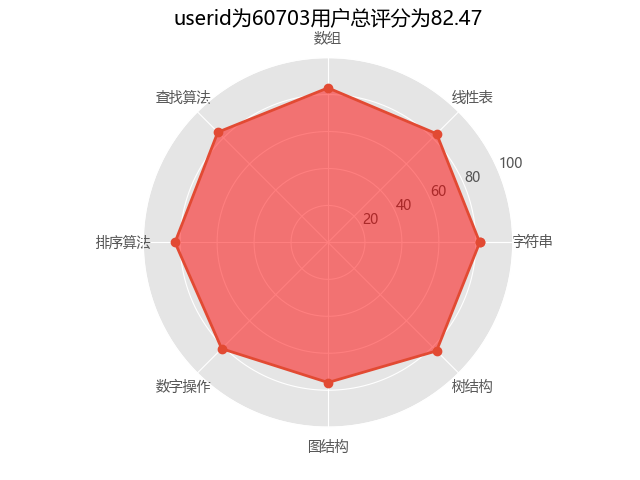 userid为60703用户总评分为82.47
数组
查找算法
线性表
100
80
60
40
20
排序算法
字符串
数字操作
树结构
图结构